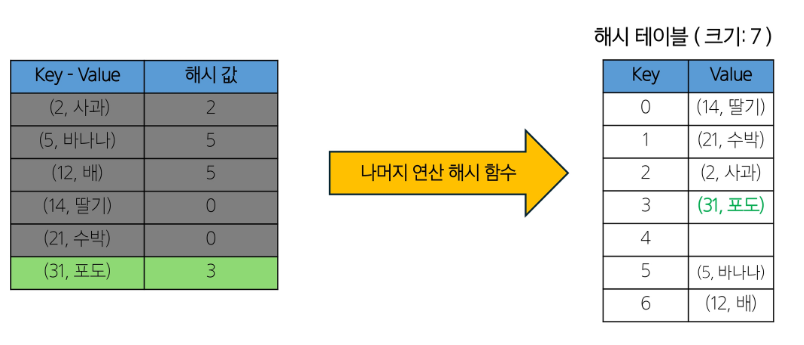 해시 테이블 ( 크기: 7 )
Key - Value 해시 값
(2, 사과) 2
(5, 바나나) 5
(12, 배) 5
(14, 딸기) 0
(21, 수박) 0
(31, 포도) 3
나머지 연산 해시 함수
Key Value
0 (14, 딸기)
1 (21, 수박)
2 (2, 사과)
3 (31, 포도)
4
5 (5, 바나나)
6 (12, 배)